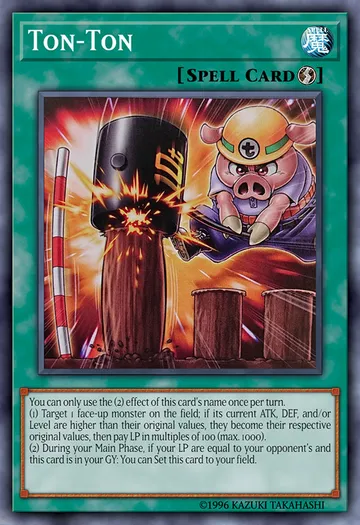 TON-TON
SPELL
魔
[SPELL CARD]
You can only use the (2) effect of this card's name once per turn.
(1) Target 1 face-up monster on the field; if its current ATK, DEF, and/or
Level are higher than their original values, they become their respective
original values, then pay LP in multiples of 100 (max. 1000).
(2) During your Main Phase, if your LP are equal to your opponent's and
this card is in your GY: You can Set this card to your field.
©1996 KAZUKI TAKAHASHI